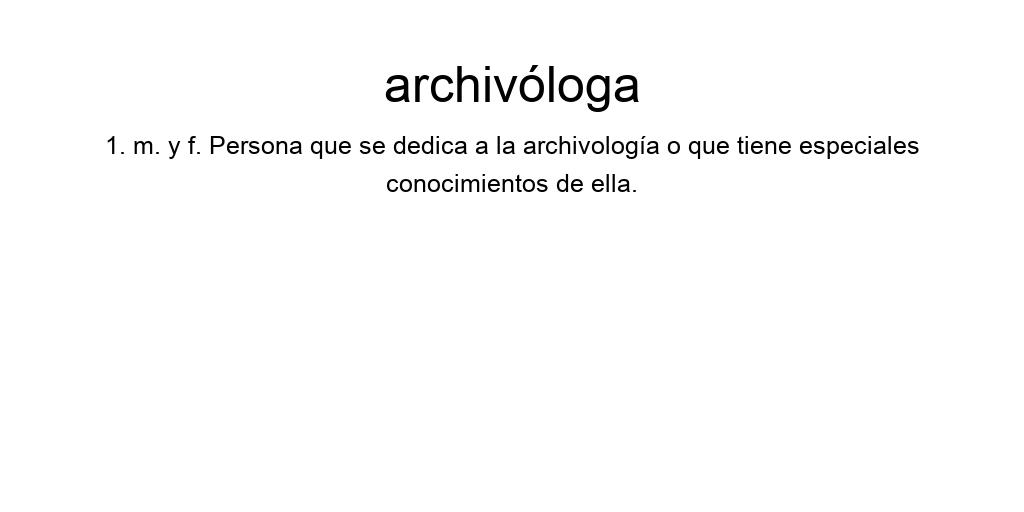 archivóloga
1. m. y f. Persona que se dedica a la archivología o que tiene especiales
conocimientos de ella.